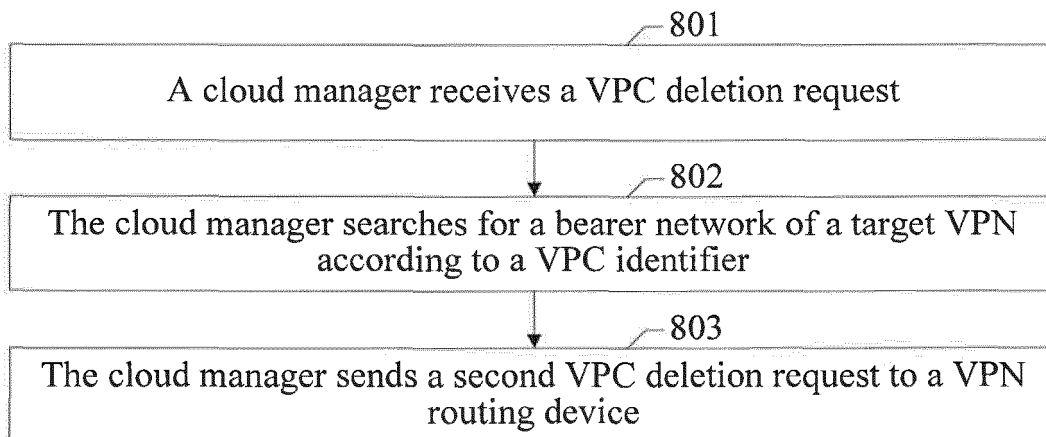 801
A cloud manager receives a VPC deletion request
802
The cloud manager searches for a bearer network of a target VPN
according to a VPC identifier
803
The cloud manager sends a second VPC deletion request to a VPN
routing device